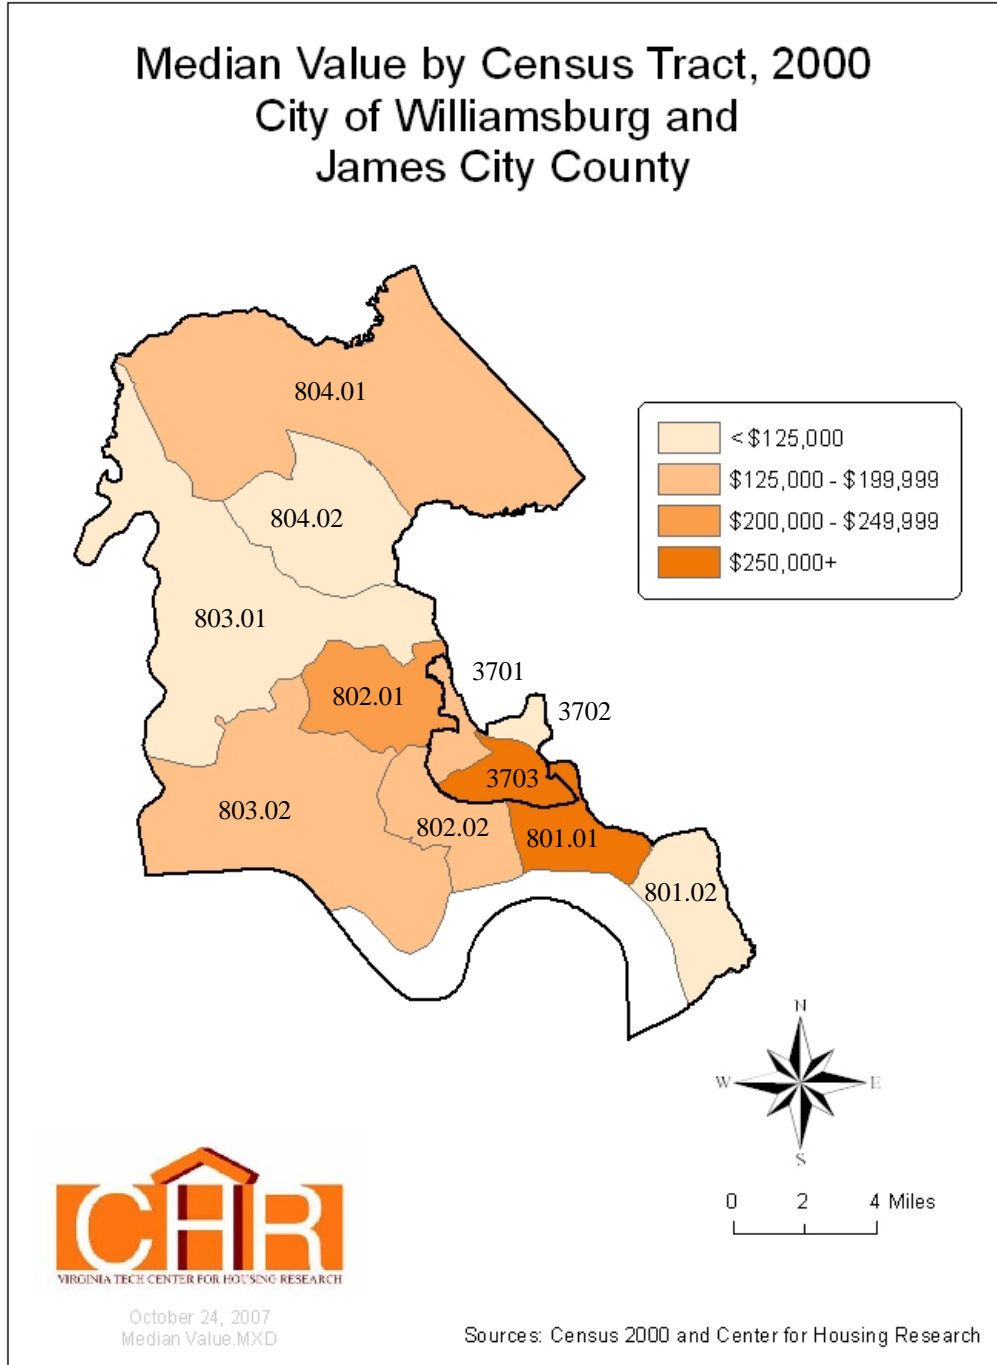 Median Value by Census Tract, 2000
City of Williamsburg and
James City County
804.01
< $125,000
$125,000 - $199,999
$200,000 - $249,999
$250,000+
804.02
803.01
3701
802.01
3702
3703
803.02
802.02
801.01
801.02
N
W
E
S
0 2 4 Miles
CHR
VIRGINIA TECH CENTER FOR HOUSING RESEARCH
October 24, 2007
Median Value.MXD
Sources: Census 2000 and Center for Housing Research